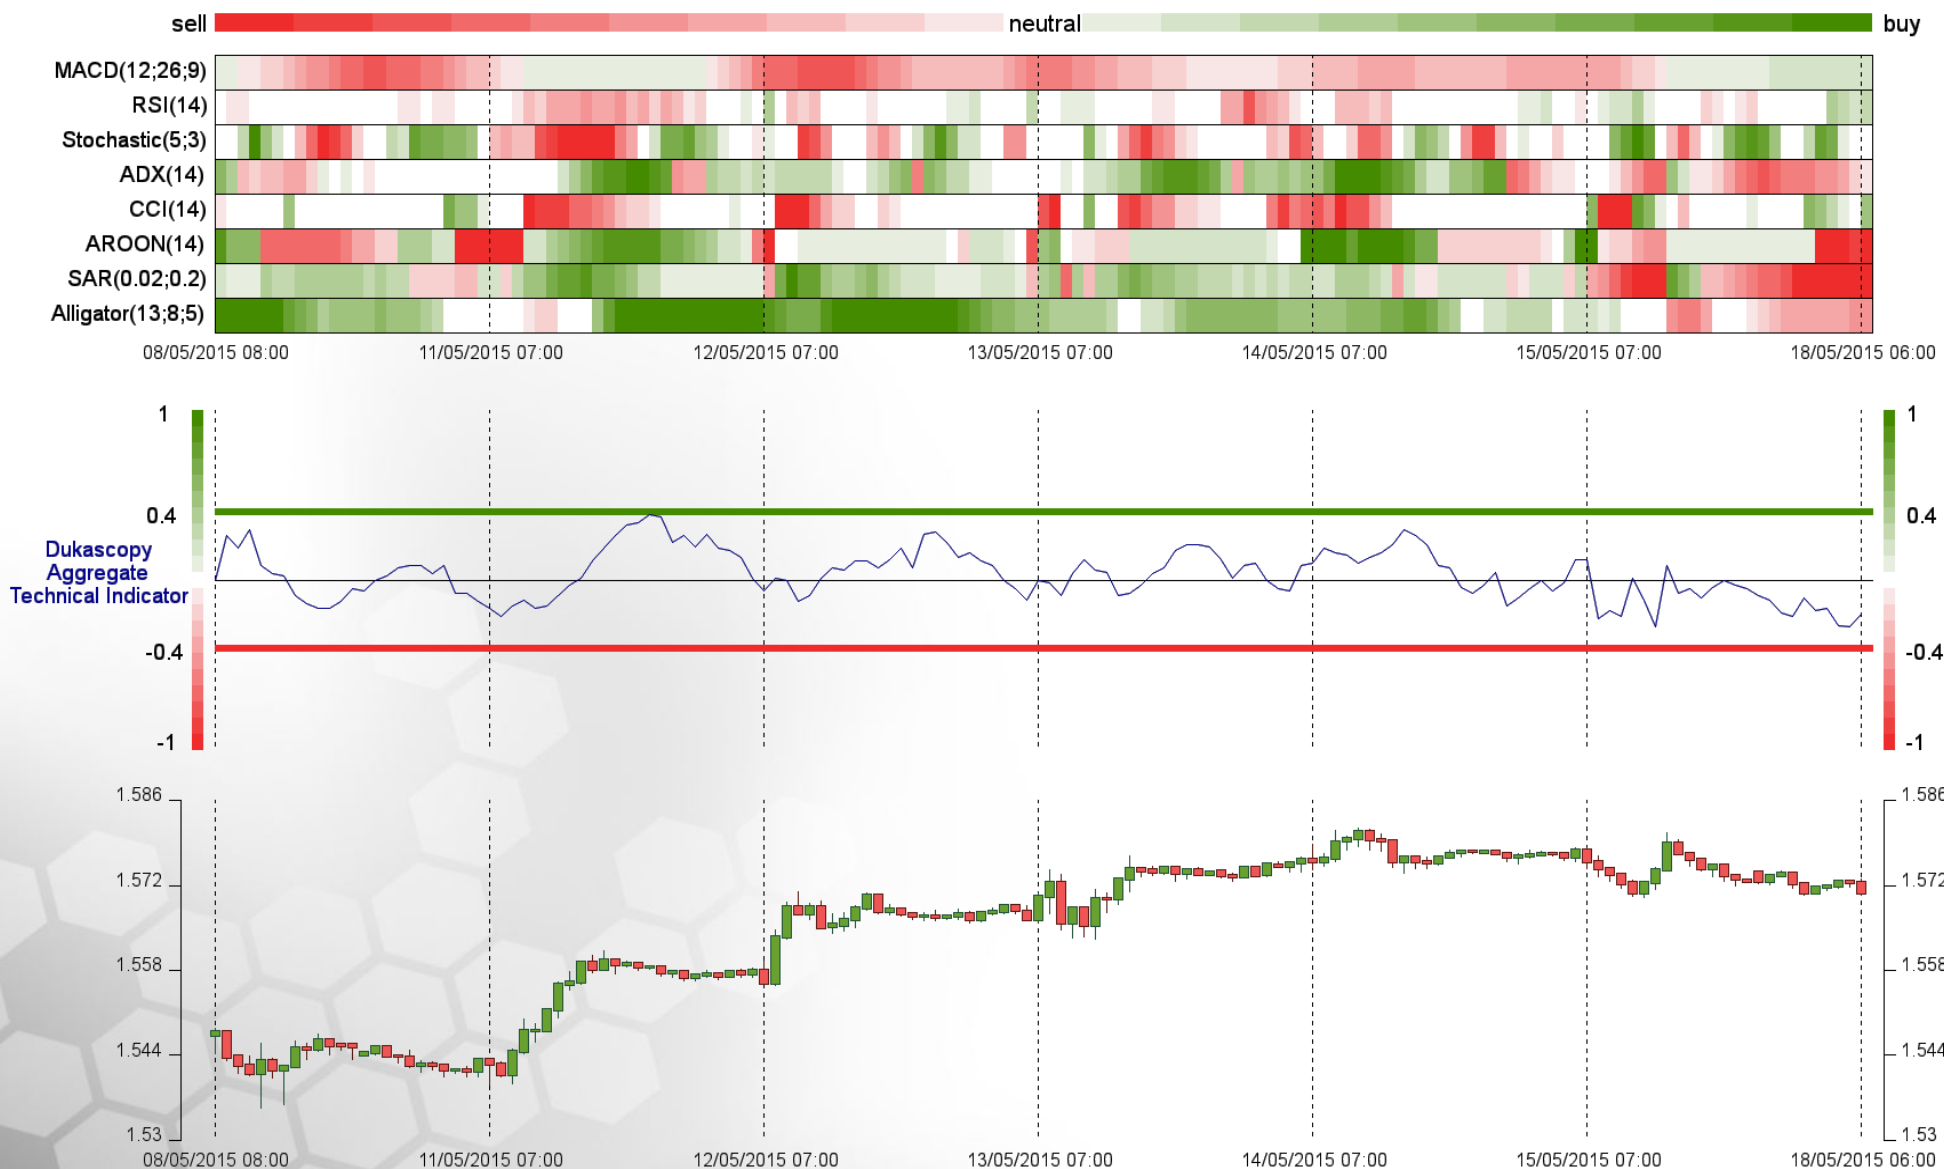 sell neutral buy
MACD(12;26;9)
RSI(14)
Stochastic(5;3)
ADX(14)
CCI(14)
AROON(14)
SAR(0.02;0.2)
Alligator(13;8;5)
08/05/2015 08:00 11/05/2015 07:00 12/05/2015 07:00 13/05/2015 07:00 14/05/2015 07:00 15/05/2015 07:00 18/05/2015 06:00
1 1
0.4 0.4
Dukascopy
Aggregate
Technical Indicator
-0.4 -0.4
-1 -1
1.586 1.586
1.572 1.572
1.558 1.558
1.544 1.544
1.53 1.53
08/05/2015 08:00 11/05/2015 07:00 12/05/2015 07:00 13/05/2015 07:00 14/05/2015 07:00 15/05/2015 07:00 18/05/2015 06:00